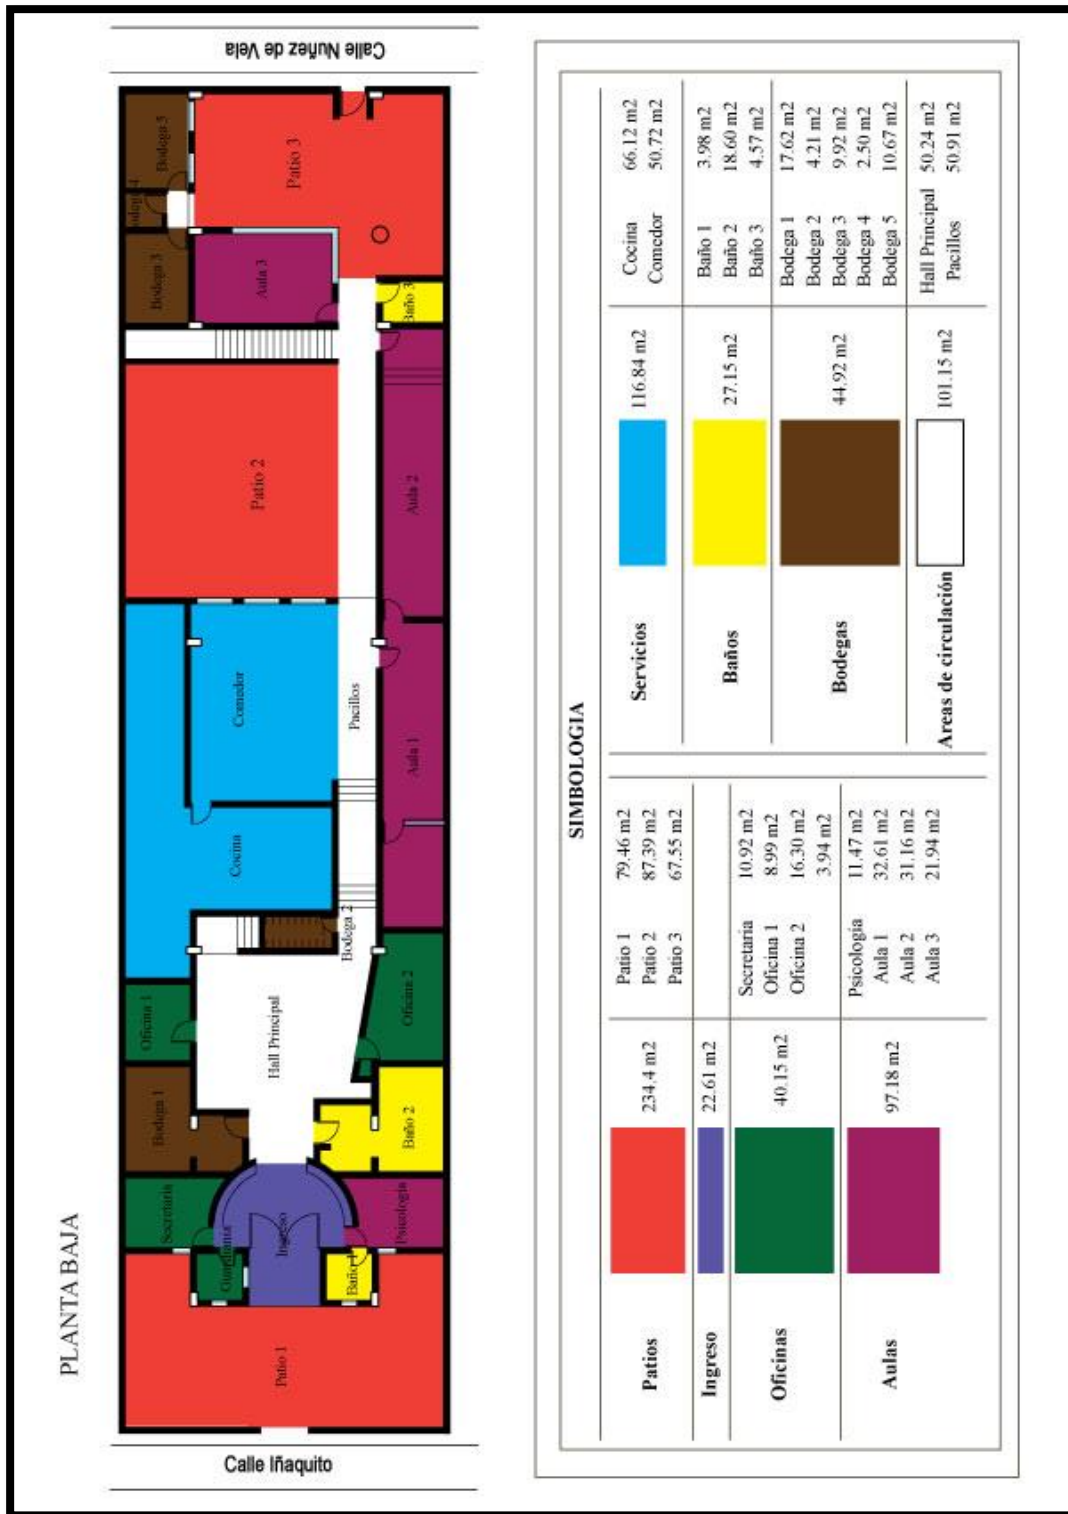 PLANTA BAJA
Calle Nuñez de Vela
Calle Iñaquito
Patio 1
Guardiania
Ingreso
Baño 1
Secretaria
Psicología
Bodega 1
Baño 2
Oficina 1
Hall Principal
Oficina 2
Bodega 2
Cocina
Comedor
Pacillos
Aula 1
Patio 2
Aula 2
Bodega 3
Aula 3
Baño 3
Bodega 4
Bodega 5
Patio 3
SIMBOLOGIA
Patios 234.4 m2
Patio 1 79.46 m2
Patio 2 87.39 m2
Patio 3 67.55 m2
Ingreso 22.61 m2
Oficinas 40.15 m2
Secretaria 10.92 m2
Oficina 1 8.99 m2
Oficina 2 16.30 m2
3.94 m2
Aulas 97.18 m2
Psicología 11.47 m2
Aula 1 32.61 m2
Aula 2 31.16 m2
Aula 3 21.94 m2
Servicios 116.84 m2
Cocina 66.12 m2
Comedor 50.72 m2
Baños 27.15 m2
Baño 1 3.98 m2
Baño 2 18.60 m2
Baño 3 4.57 m2
Bodegas 44.92 m2
Bodega 1 17.62 m2
Bodega 2 4.21 m2
Bodega 3 9.92 m2
Bodega 4 2.50 m2
Bodega 5 10.67 m2
Areas de circulación 101.15 m2
Hall Principal 50.24 m2
Pacillos 50.91 m2